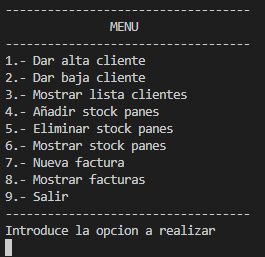 -----------------------------------
MENU
-----------------------------------
1.- Dar alta cliente
2.- Dar baja cliente
3.- Mostrar lista clientes
4.- Añadir stock panes
5.- Eliminar stock panes
6.- Mostrar stock panes
7.- Nueva factura
8.- Mostrar facturas
9.- Salir
-----------------------------------
Introduce la opcion a realizar